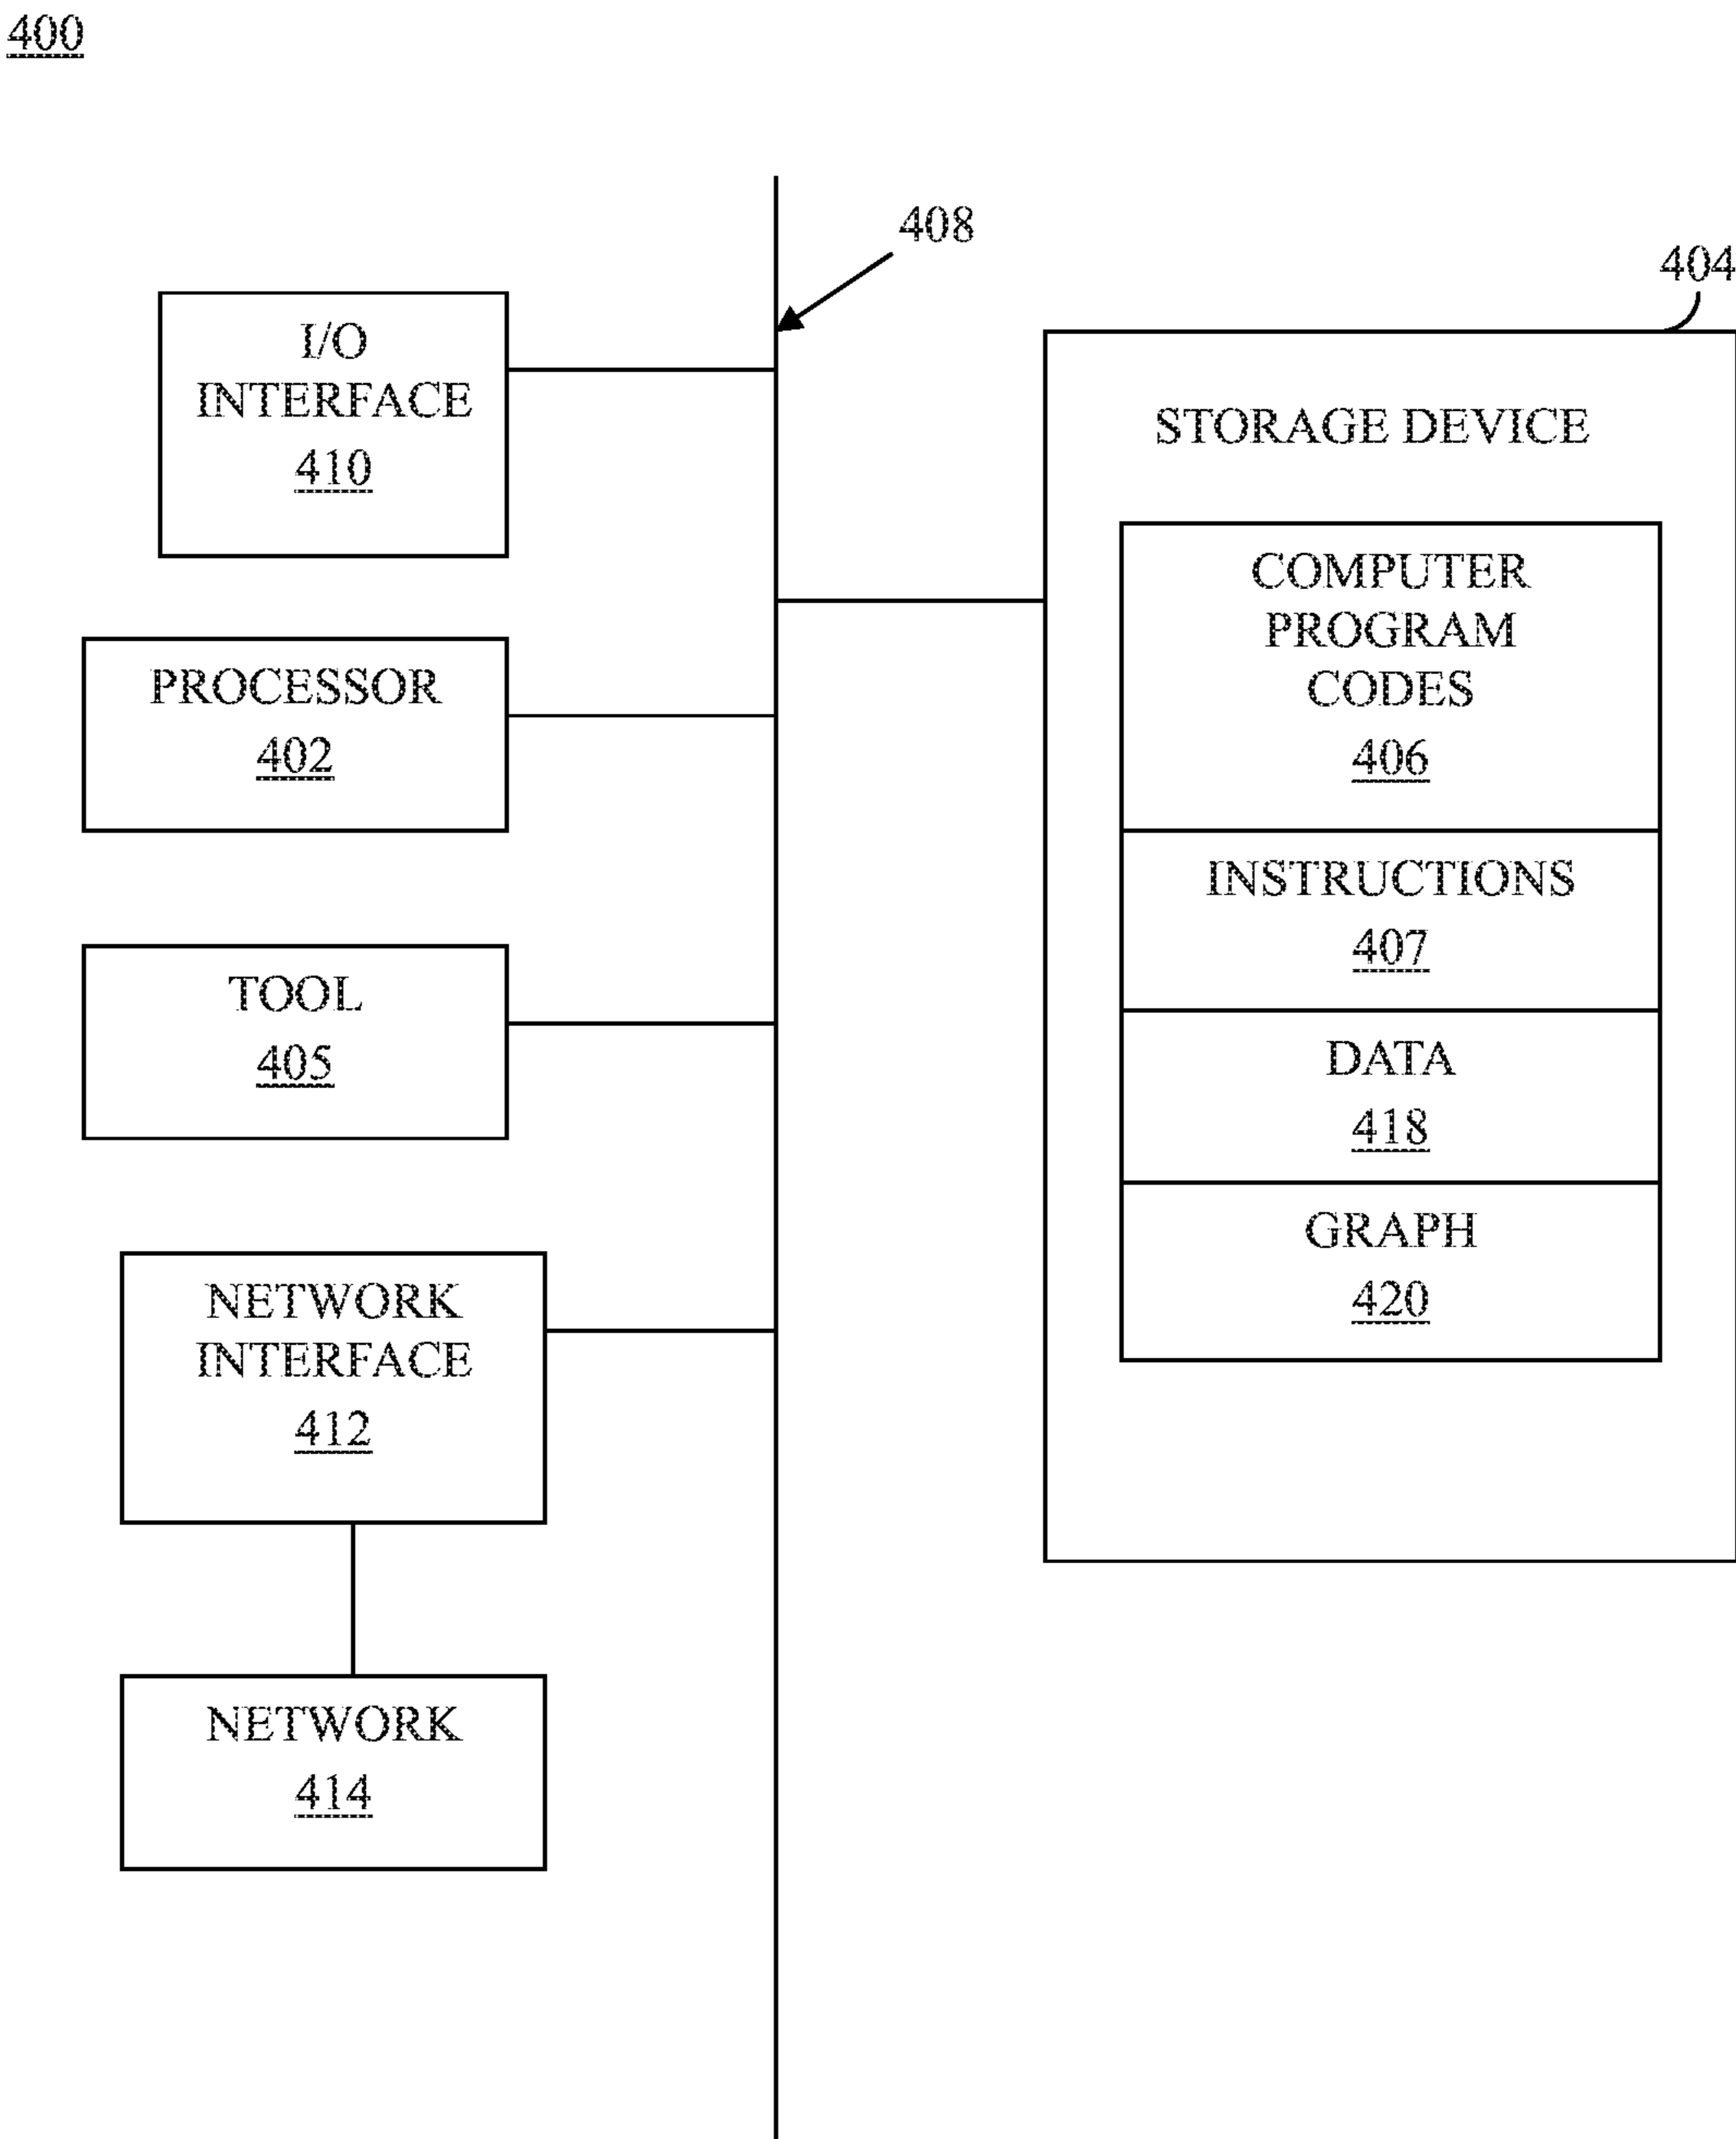 400
408
404
I/O
INTERFACE
410
PROCESSOR
402
TOOL
405
NETWORK
INTERFACE
412
NETWORK
414
STORAGE DEVICE
COMPUTER
PROGRAM
CODES
406
INSTRUCTIONS
407
DATA
418
GRAPH
420